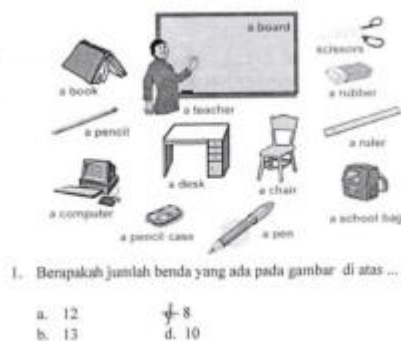 a board
scissors
a book
a teacher
a rubber
a pencil
a ruler
a desk
a chair
a computer
a school bag
a pencil case
a pen
1. Berapakah jumlah benda yang ada pada gambar di atas ...
a. 12
8
b. 13
d. 10